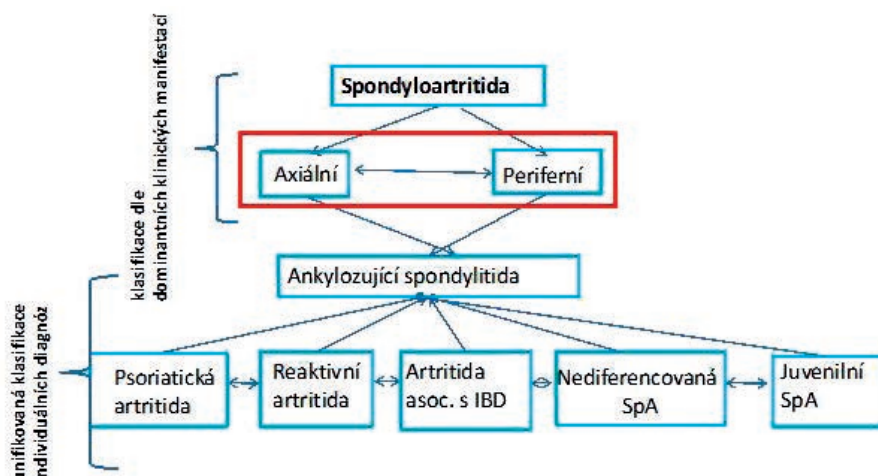 Spondyloartritida
Axiální
Periferní
klasifikace dle
dominantních klinických manifestací
Ankylozující spondylitida
Psoriatická
artritida
Reaktivní
artritida
Artritida
asoc. s IBD
Nediferencovaná
SpA
Juvenilní
SpA
nifikovaná klasifikace
ndividuálních diagnóz